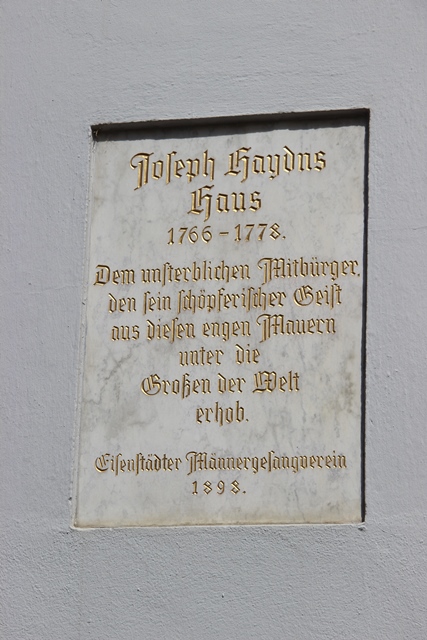 Joseph Haydns
Haus
1766-1778.
Dem unsterblichen Mitbürger,
den sein schöpferischer Geist
aus diesen engen Mauern
unter die
Großen der Welt
erhob.
Eisenstädter Männergesangverein
1898.